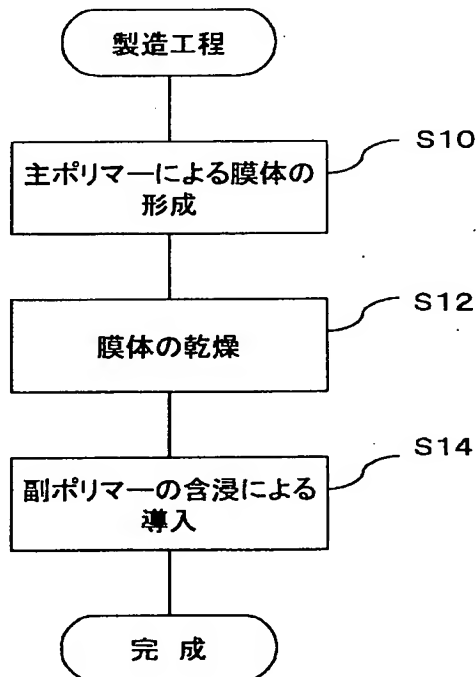 製造工程
S10
主ポリマーによる膜体の
形成
S12
膜体の乾燥
S14
副ポリマーの含浸による
導入
完 成